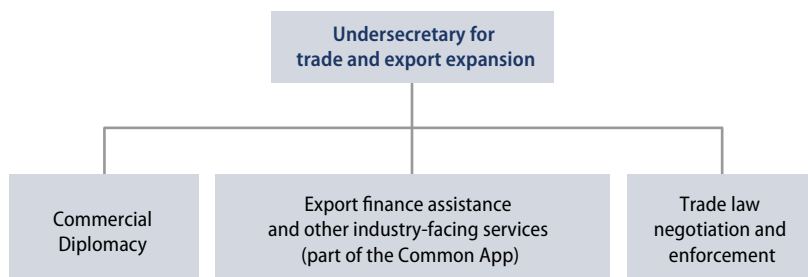 Undersecretary for
trade and export expansion
Commercial
Diplomacy
Export finance assistance
and other industry-facing services
(part of the Common App)
Trade law
negotiation and
enforcement